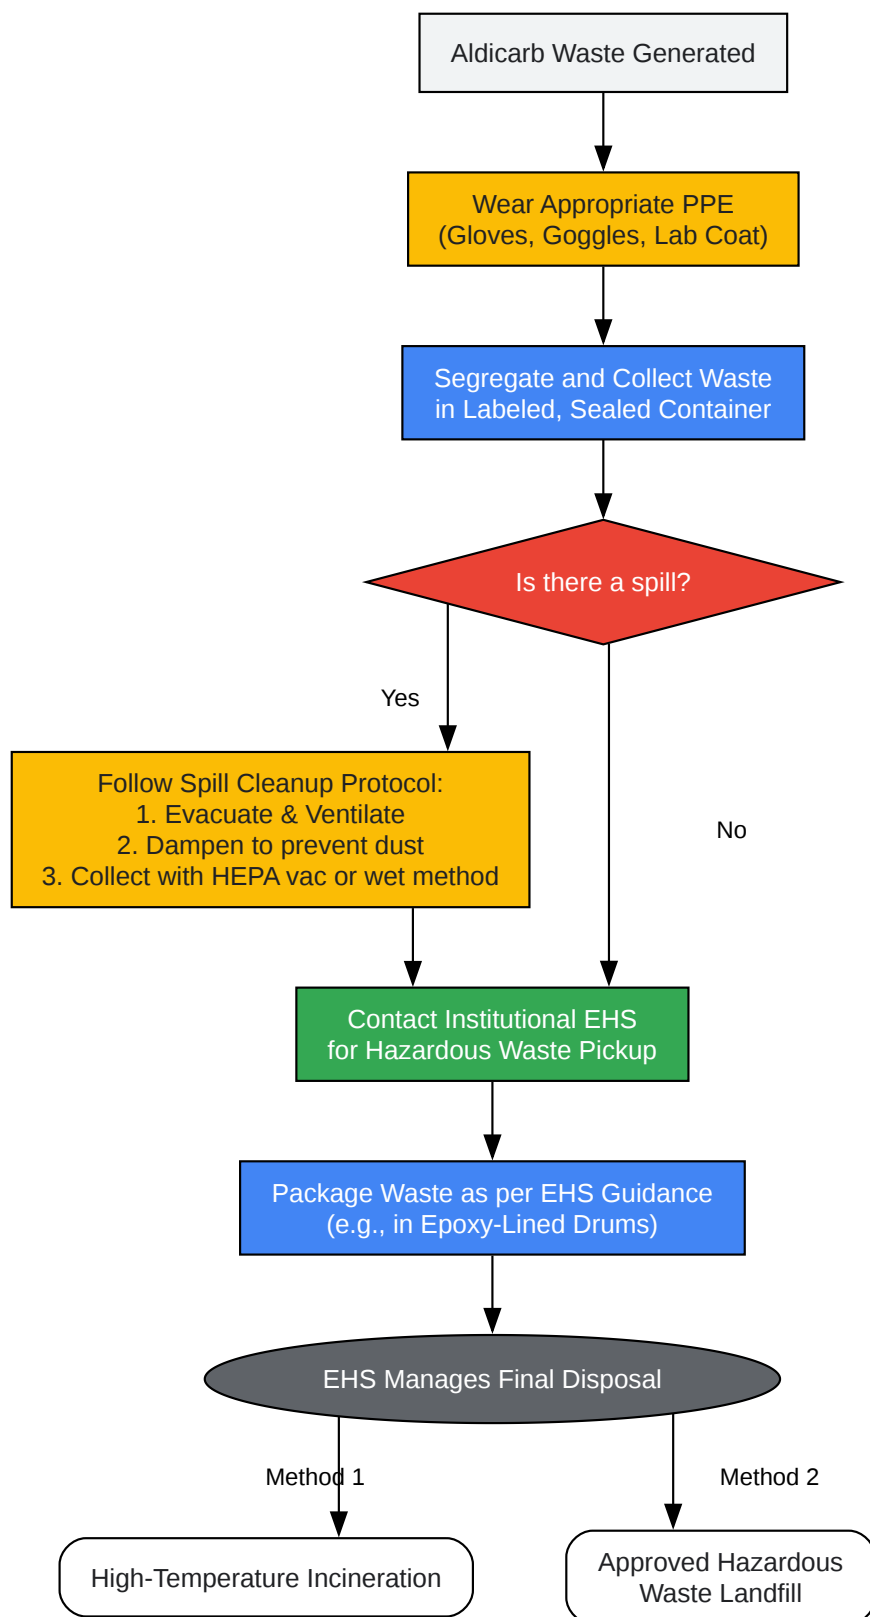 Aldicarb Waste Generated
Wear Appropriate PPE
(Gloves, Goggles, Lab Coat)
Segregate and Collect Waste
in Labeled, Sealed Container
Is there a spill?
Yes
No
Follow Spill Cleanup Protocol:
1. Evacuate & Ventilate
2. Dampen to prevent dust
3. Collect with HEPA vac or wet method
Contact Institutional EHS
for Hazardous Waste Pickup
Package Waste as per EHS Guidance
(e.g., in Epoxy-Lined Drums)
EHS Manages Final Disposal
Method 1
Method 2
High-Temperature Incineration
Approved Hazardous
Waste Landfill